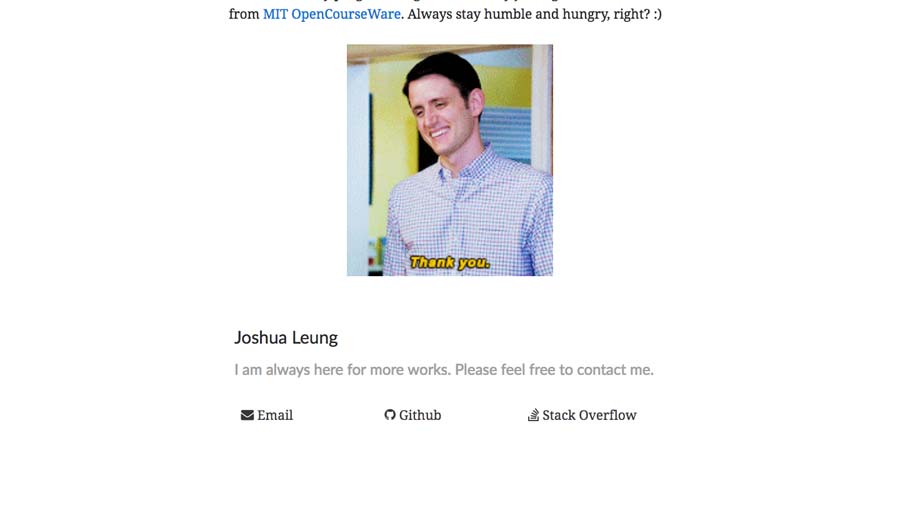 from MIT OpenCourseWare. Always stay humble and hungry, right? :)
Thank you.
Joshua Leung
I am always here for more works. Please feel free to contact me.
Email
Github
Stack Overflow